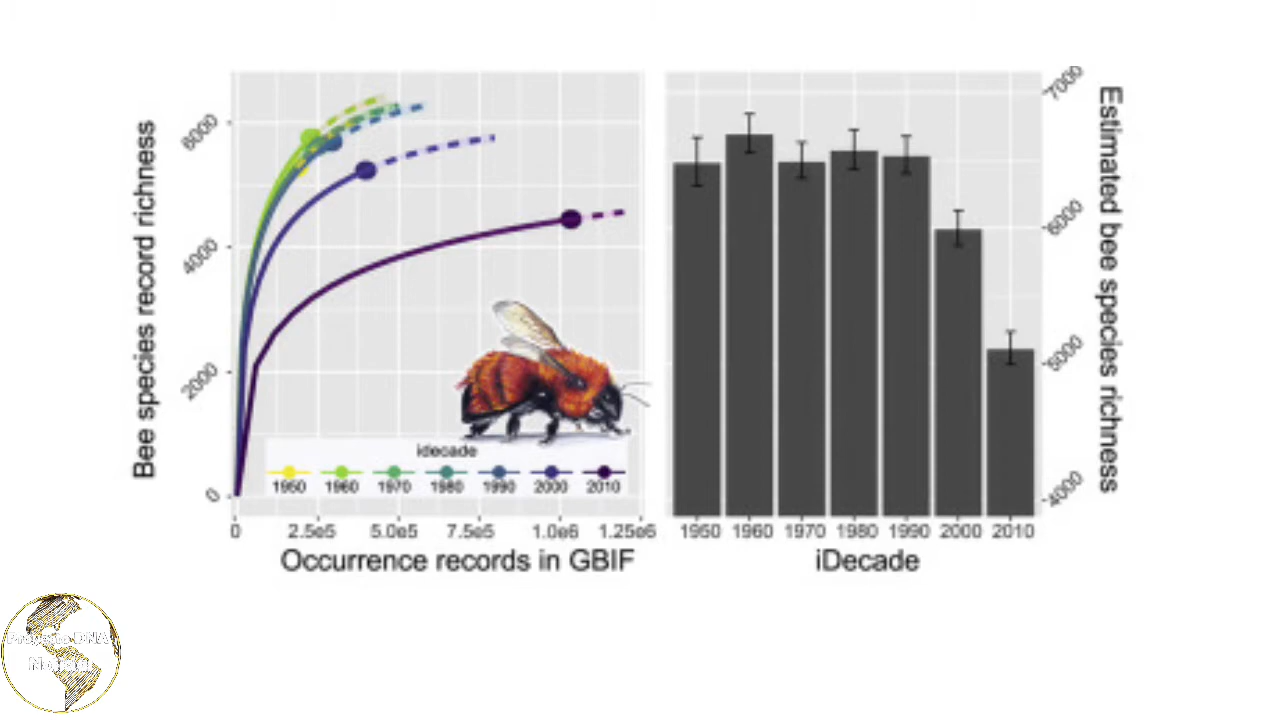 Bee species record richness
6000
4000
2000
0
0 2.5e5 5.0e5 7.5e5 1.0e6 1.25e6
Occurrence records in GBIF
idecade
1950 1960 1970 1980 1990 2000 2010
7000
6000
5000
4000
Estimated bee species richness
1950 1960 1970 1980 1990 2000 2010
iDecade
DNA